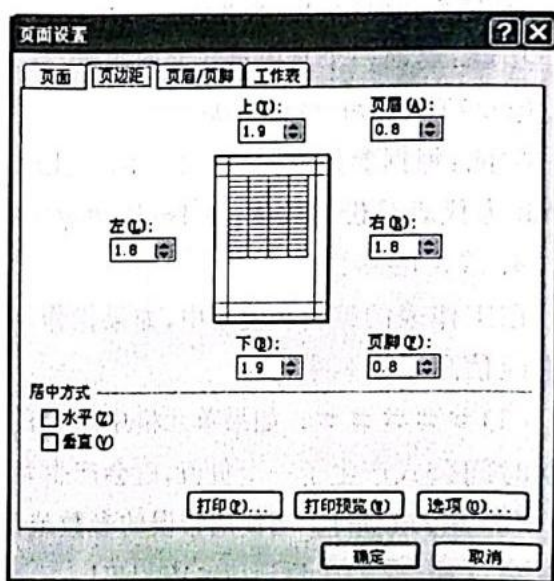 页面设置
页面 页边距 页眉/页脚 工作表
上(T): 页眉(A):
1.9 0.8
左(L): 右(R):
1.8 1.8
下(B): 页脚(F):
1.9 0.8
居中方式
水平(Z)
垂直(V)
打印(P)... 打印预览(W) 选项(O)...
确定 取消